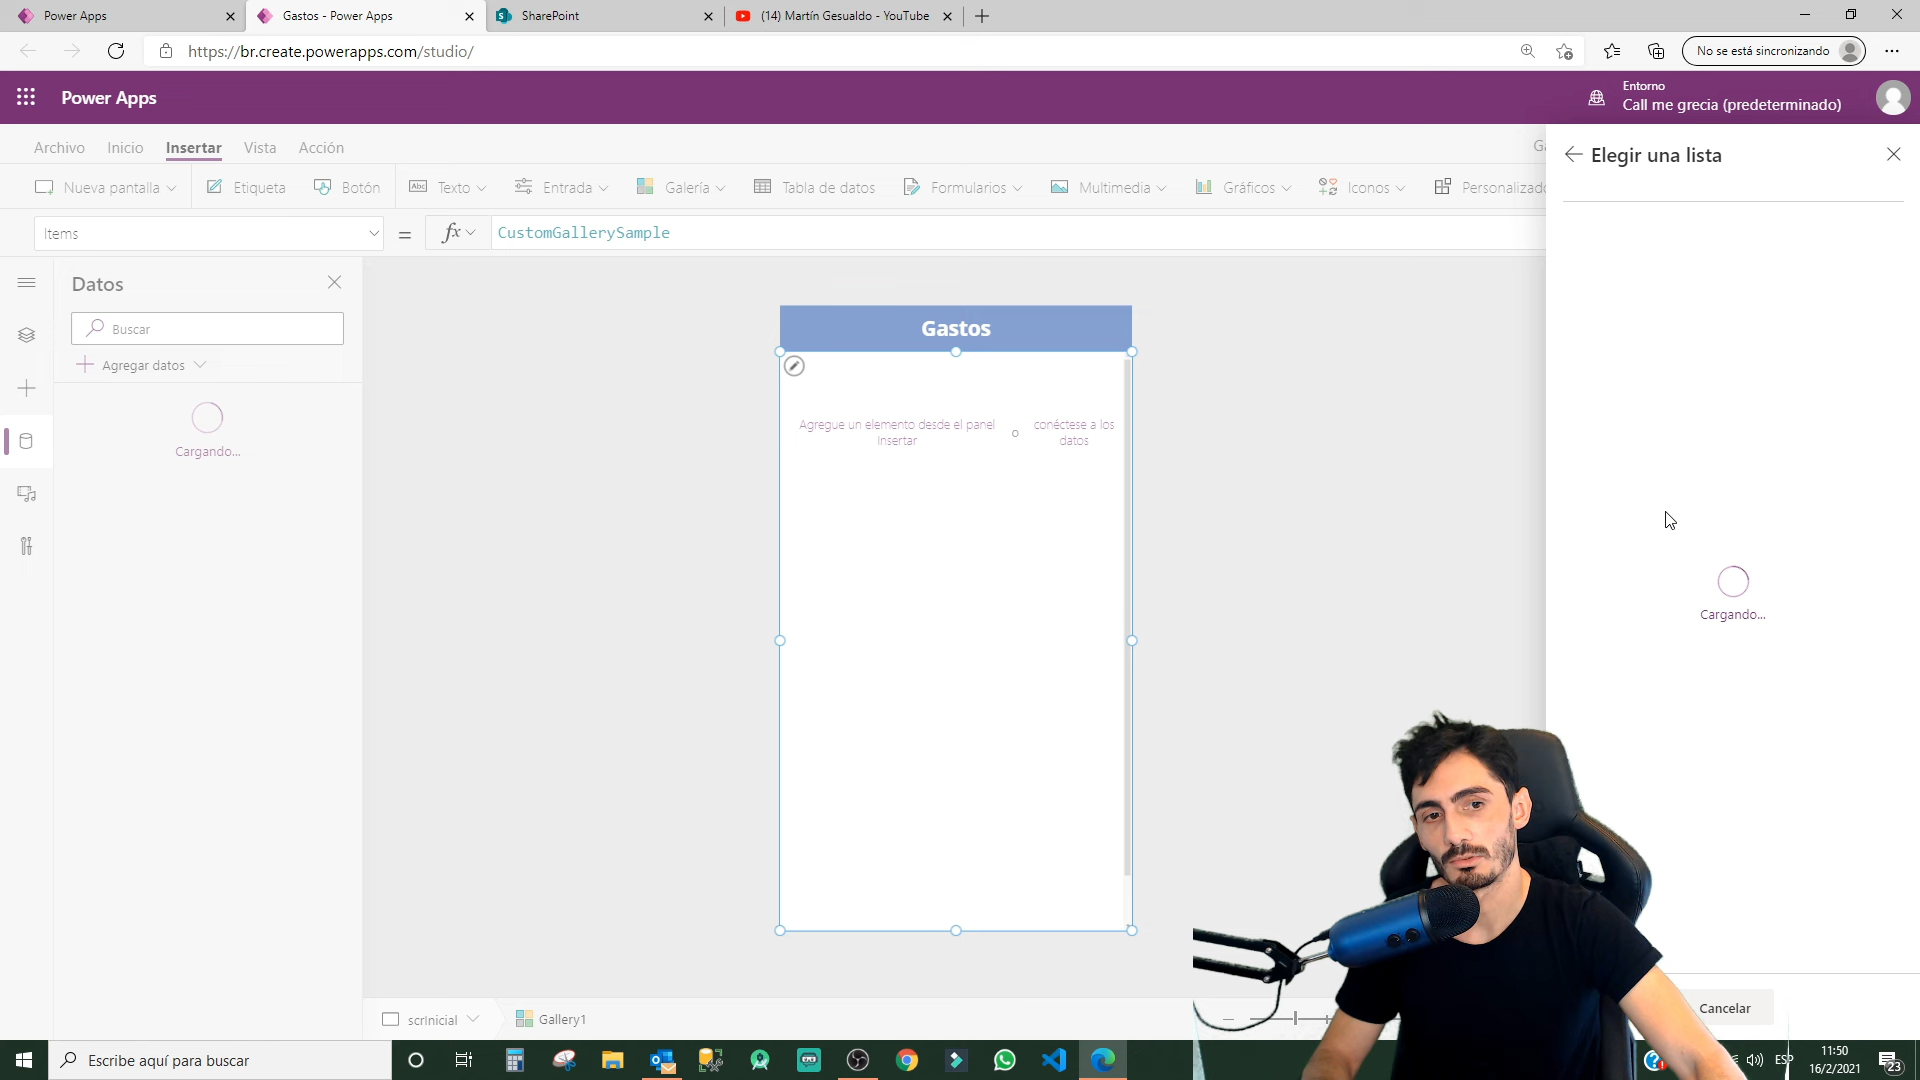 Power Apps
Gastos - Power Apps
SharePoint
(14) Martín Gesualdo - YouTube
https://br.create.powerapps.com/studio/
No se está sincronizando
Power Apps
Entorno
Call me grecia (predeterminado)
Archivo
Inicio
Insertar
Vista
Acción
Elegir una lista
Nueva pantalla
Etiqueta
Botón
Texto
Entrada
Galería
Tabla de datos
Formularios
Multimedia
Gráficos
Iconos
Personalizado
Items
=
fx
CustomGallerySample
Datos
Buscar
Agregar datos
Cargando...
Gastos
Agregue un elemento desde el panel
Insertar
o
conéctese a los
datos
Cargando...
Cancelar
scrInicial
Gallery1
Escribe aquí para buscar
ESP
11:50
16/2/2021
23